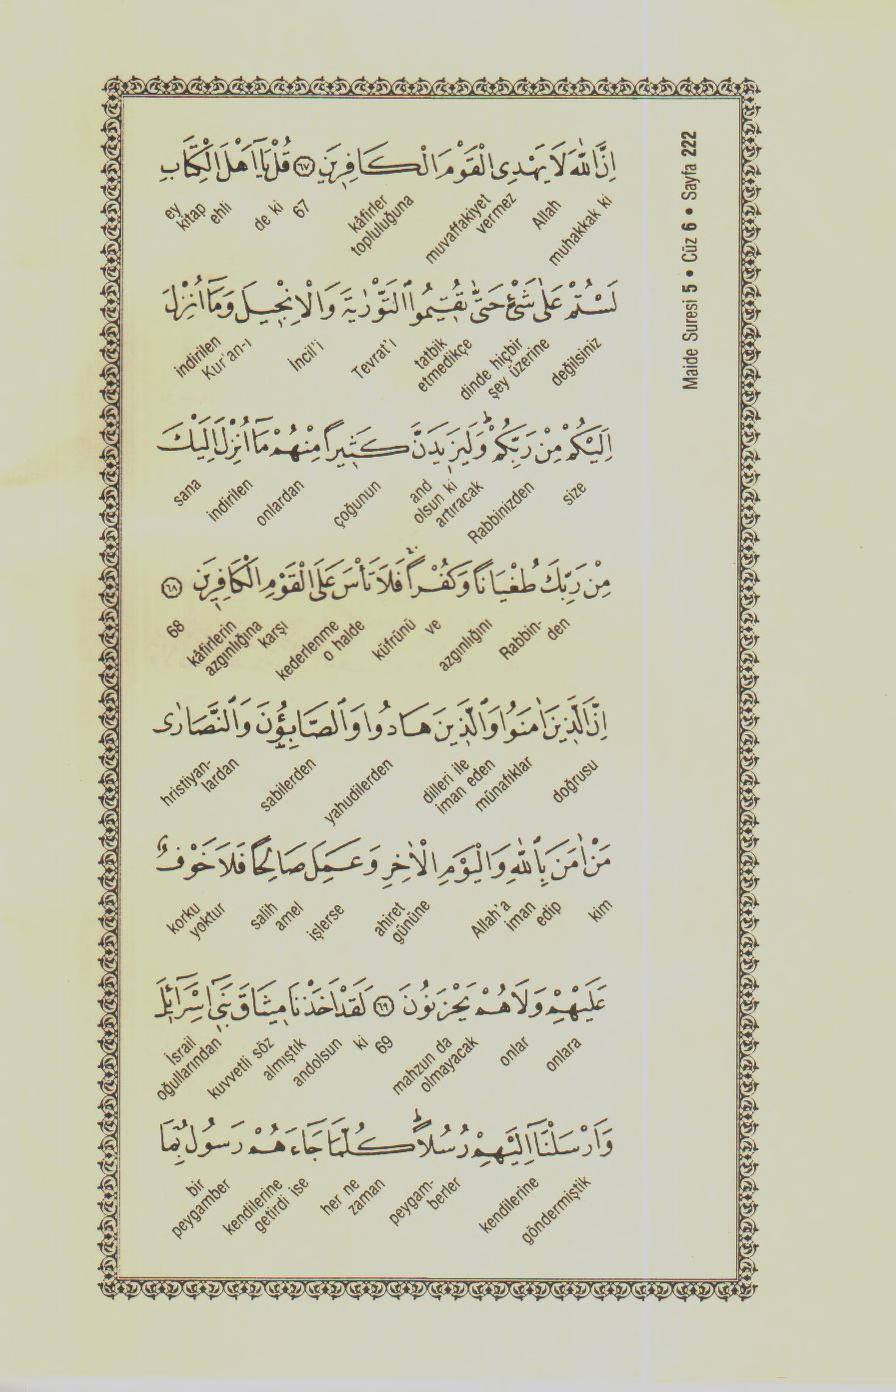 Maide Suresi 5 • Cüz 6 • Sayfa 222
اِنَّ اللّٰهَ لَا يَهْدِى الْقَوْمَ الْكَافِرِينَ ﴿٦٧﴾ قُلْ يَٓا اَهْلَ الْكِتَابِ
muhakkak ki Allah muvaffakiyet vermez kâfirler topluluğuna 67 de ki ey kitap ehli
لَسْتُمْ عَلٰى شَىْءٍ حَتّٰى تُقِيمُوا التَّوْرٰيةَ وَالْاِنْجِيلَ وَمَٓا اُنْزِلَ
değilsiniz dinde hiçbir şey üzerine tatbik etmedikçe Tevrat'ı İncil'i indirilen Kur'an-ı
اِلَيْكُمْ مِنْ رَبِّكُمْ ۜ وَلَيَزِيدَنَّ كَثِيرًا مِنْهُمْ مَٓا اُنْزِلَ اِلَيْكَ
size Rabbinizden and olsun ki artıracak çoğunun onlardan indirilen sana
مِنْ رَبِّكَ طُغْيَانًا وَكُفْرًا ۚ فَلَا تَأْسَ عَلَى الْقَوْمِ الْكَافِرِينَ ﴿٦٨﴾
Rabbin-den azgınlığını ve küfrünü kederlenme o halde kâfirlerin azgınlığına karşı 68
اِنَّ الَّذِينَ اٰمَنُوا وَالَّذِينَ هَادُوا وَالصَّابِؤُنَ وَالنَّصَارٰى
doğrusu dilleri ile iman eden münafıklar yahudilerden sabilerden hristiyan-lardan
مَنْ اٰمَنَ بِاللّٰهِ وَالْيَوْمِ الْاٰخِرِ وَعَمِلَ صَالِحًا فَلَا خَوْفٌ
kim Allah'a iman edip ahiret gününe işlerse salih amel korku yoktur
عَلَيْهِمْ وَلَا هُمْ يَحْزَنُونَ ﴿٦٩﴾ لَقَدْ اَخَذْنَا مِيثَاقَ بَنِٓى اِسْرَٓائِلَ
onlara onlar mahzun da olmayacak 69 ki andolsun kuvvetli söz almıştık İsrail oğullarından
وَاَرْسَلْنَٓا اِلَيْهِمْ رُسُلًا ۜ كُلَّمَا جَٓاءَهُمْ رَسُولٌ بِمَا
göndermiştik kendilerine peygam-berler her ne zaman kendilerine getirdi ise bir peygamber